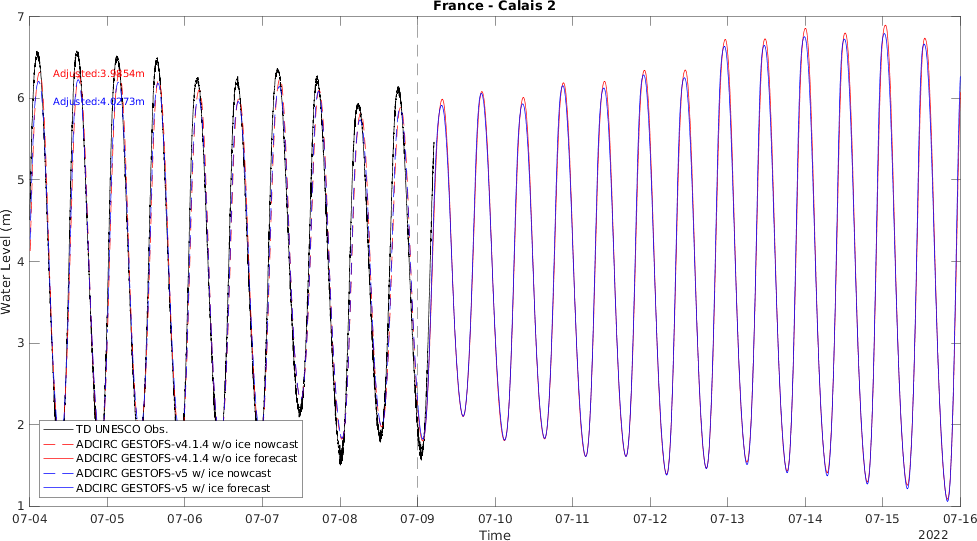 France - Calais 2
Water Level (m)
7
6
5
4
3
2
1
Adjusted:3.9854m
Adjusted:4.0273m
TD UNESCO Obs.
ADCIRC GESTOFS-v4.1.4 w/o ice nowcast
ADCIRC GESTOFS-v4.1.4 w/o ice forecast
ADCIRC GESTOFS-v5 w/ ice nowcast
ADCIRC GESTOFS-v5 w/ ice forecast
07-04 07-05 07-06 07-07 07-08 07-09 07-10 07-11 07-12 07-13 07-14 07-15 07-16
Time
2022